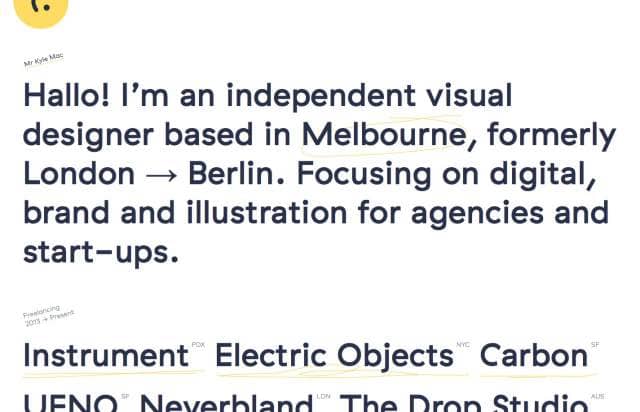 Mr Kyle Mac
Hallo! I’m an independent visual
designer based in Melbourne, formerly
London → Berlin. Focusing on digital,
brand and illustration for agencies and
start–ups.
Freelancing
2013 → Present
Instrument PDX Electric Objects NYC Carbon SF
UENO SF Neverbland LDN The Drop Studio AUS